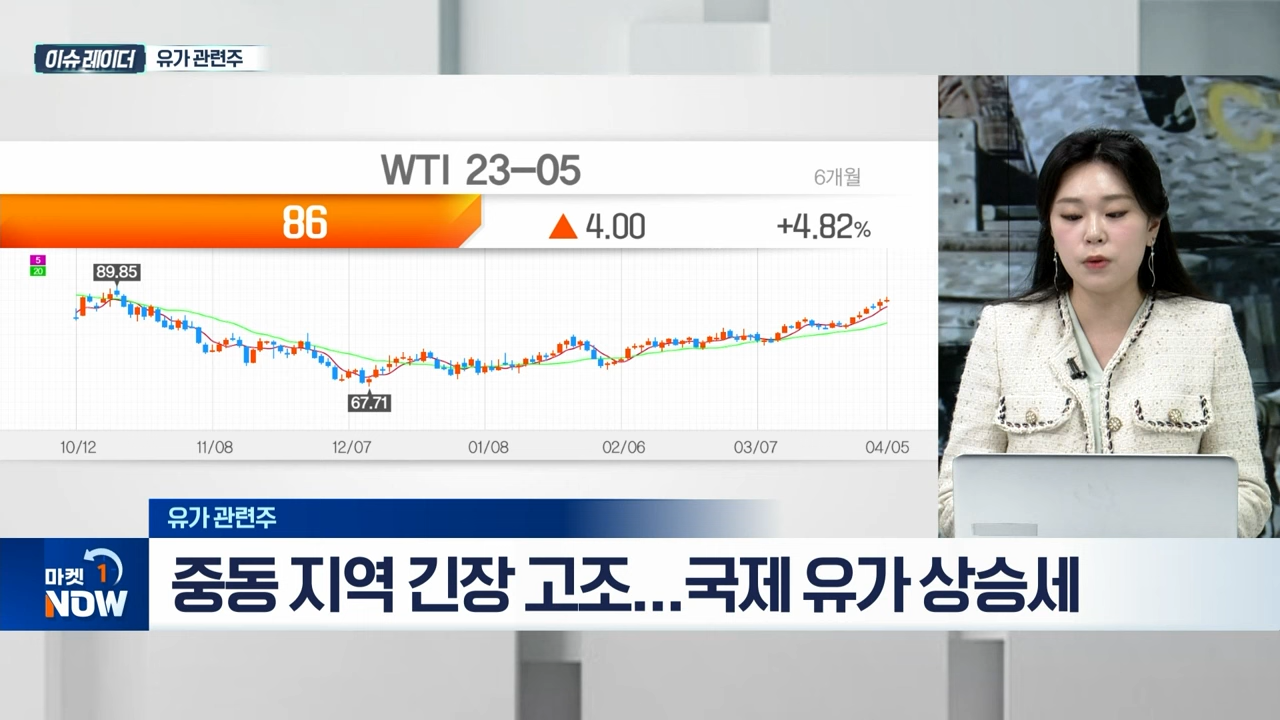 이슈레이더 유가 관련주
WTI 23-05
6개월
86 ▲ 4.00 +4.82%
5
20
89.85
67.71
10/12 11/08 12/07 01/08 02/06 03/07 04/05
유가 관련주
마켓 1 NOW
중동 지역 긴장 고조...국제 유가 상승세